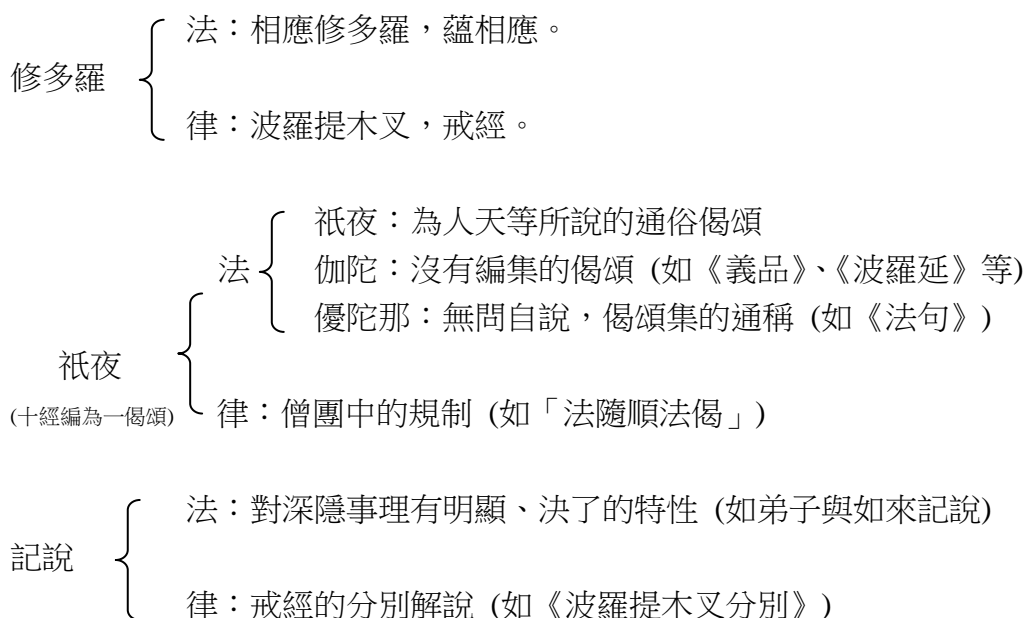 法：相應修多羅，蘊相應。
修多羅
律：波羅提木叉，戒經。
祇夜：為人天等所說的通俗偈頌
法 伽陀：沒有編集的偈頌 (如《義品》、《波羅延》等)
優陀那：無問自說，偈頌集的通稱 (如《法句》)
祇夜
(十經編為一偈頌) 律：僧團中的規制 (如「法隨順法偈」)
法：對深隱事理有明顯、決了的特性 (如弟子與如來記說)
記說
律：戒經的分別解說 (如《波羅提木叉分別》)